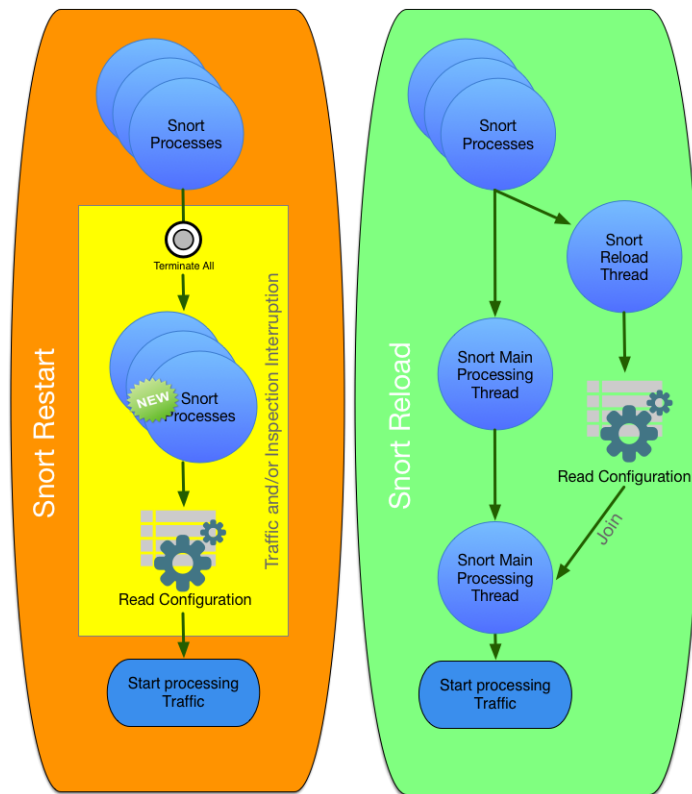 Snort Restart
Snort
Processes
Terminate All
Traffic and/or Inspection Interruption
NEW
Snort
Processes
Read Configuration
Start processing
Traffic
Snort Reload
Snort
Processes
Snort
Reload
Thread
Snort Main
Processing
Thread
Read Configuration
Join
Snort Main
Processing
Thread
Start processing
Traffic